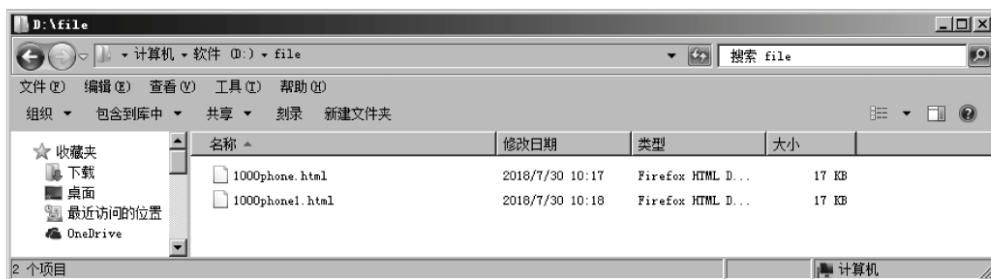 D:\file
计算机 ▾ 软件 (D:) ▾ file
搜索 file
文件(F) 编辑(E) 查看(V) 工具(T) 帮助(H)
组织 ▾ 包含到库中 ▾ 共享 ▾ 刻录 新建文件夹
收藏夹
下载
桌面
最近访问的位置
OneDrive
名称 修改日期 类型 大小
1000phone.html 2018/7/30 10:17 Firefox HTML D... 17 KB
1000phone1.html 2018/7/30 10:18 Firefox HTML D... 17 KB
2 个项目
计算机